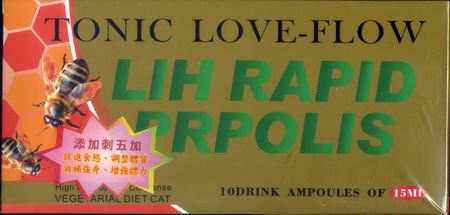 TONIC LOVE-FLOW
LIH RAPID
PRPOLIS
添加刺五加
促進食慾、調整體質
滋補強身、增強體力
VEGETARIAL DIET CAT
10DRINK AMPOULES OF 15ML